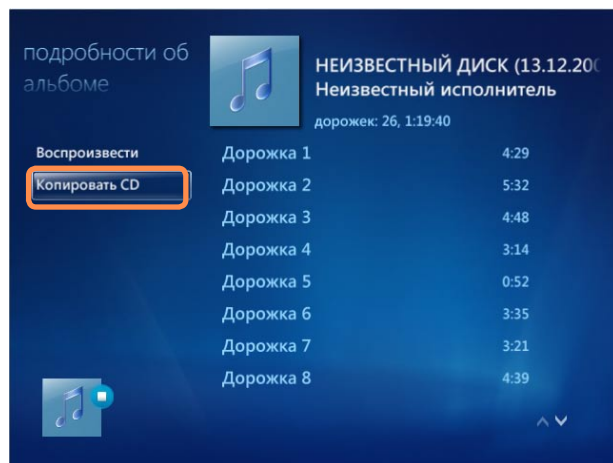 подробности об
альбоме
НЕИЗВЕСТНЫЙ ДИСК (13.12.200
Неизвестный исполнитель
дорожек: 26, 1:19:40
Воспроизвести
Копировать CD
Дорожка 1 4:29
Дорожка 2 5:32
Дорожка 3 4:48
Дорожка 4 3:14
Дорожка 5 0:52
Дорожка 6 3:35
Дорожка 7 3:21
Дорожка 8 4:39